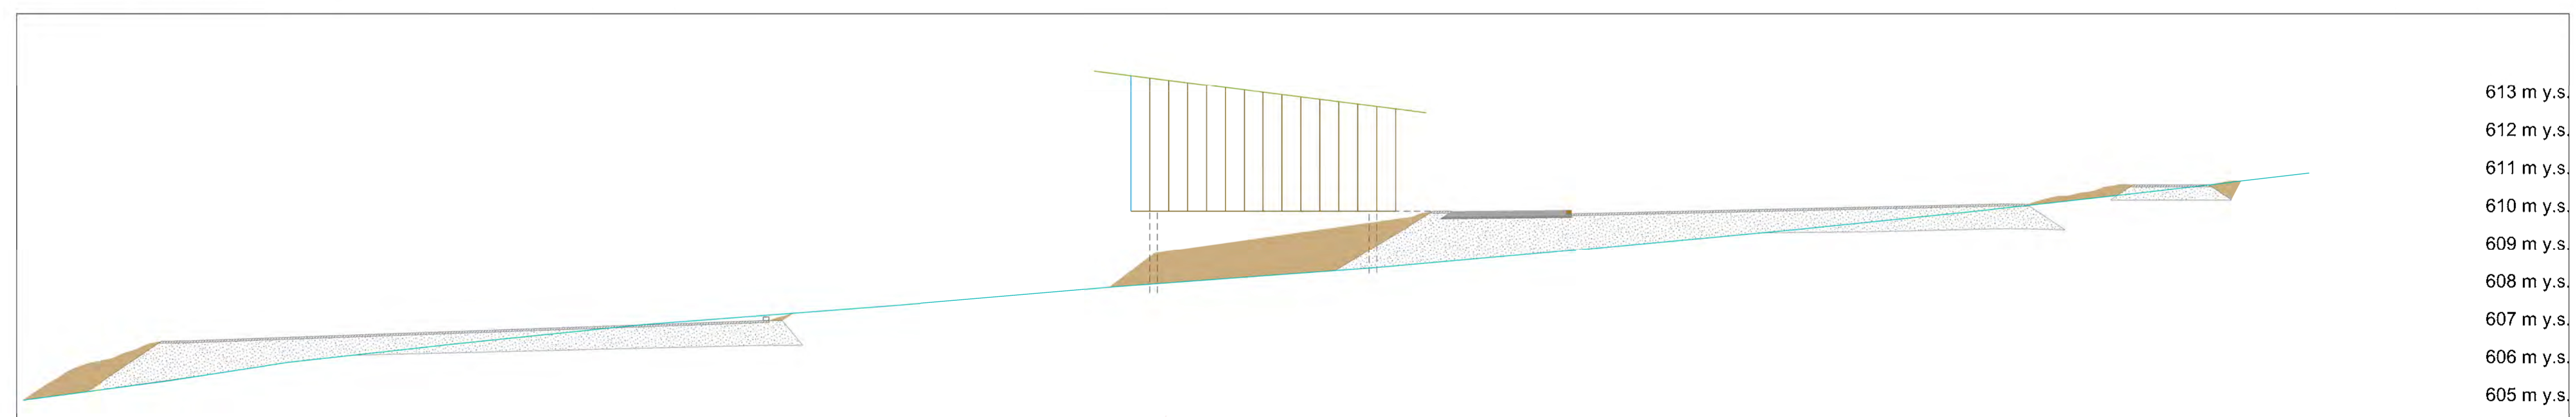 613 m y.s.
612 m y.s.
611 m y.s.
610 m y.s.
609 m y.s.
608 m y.s.
607 m y.s.
606 m y.s.
605 m y.s.